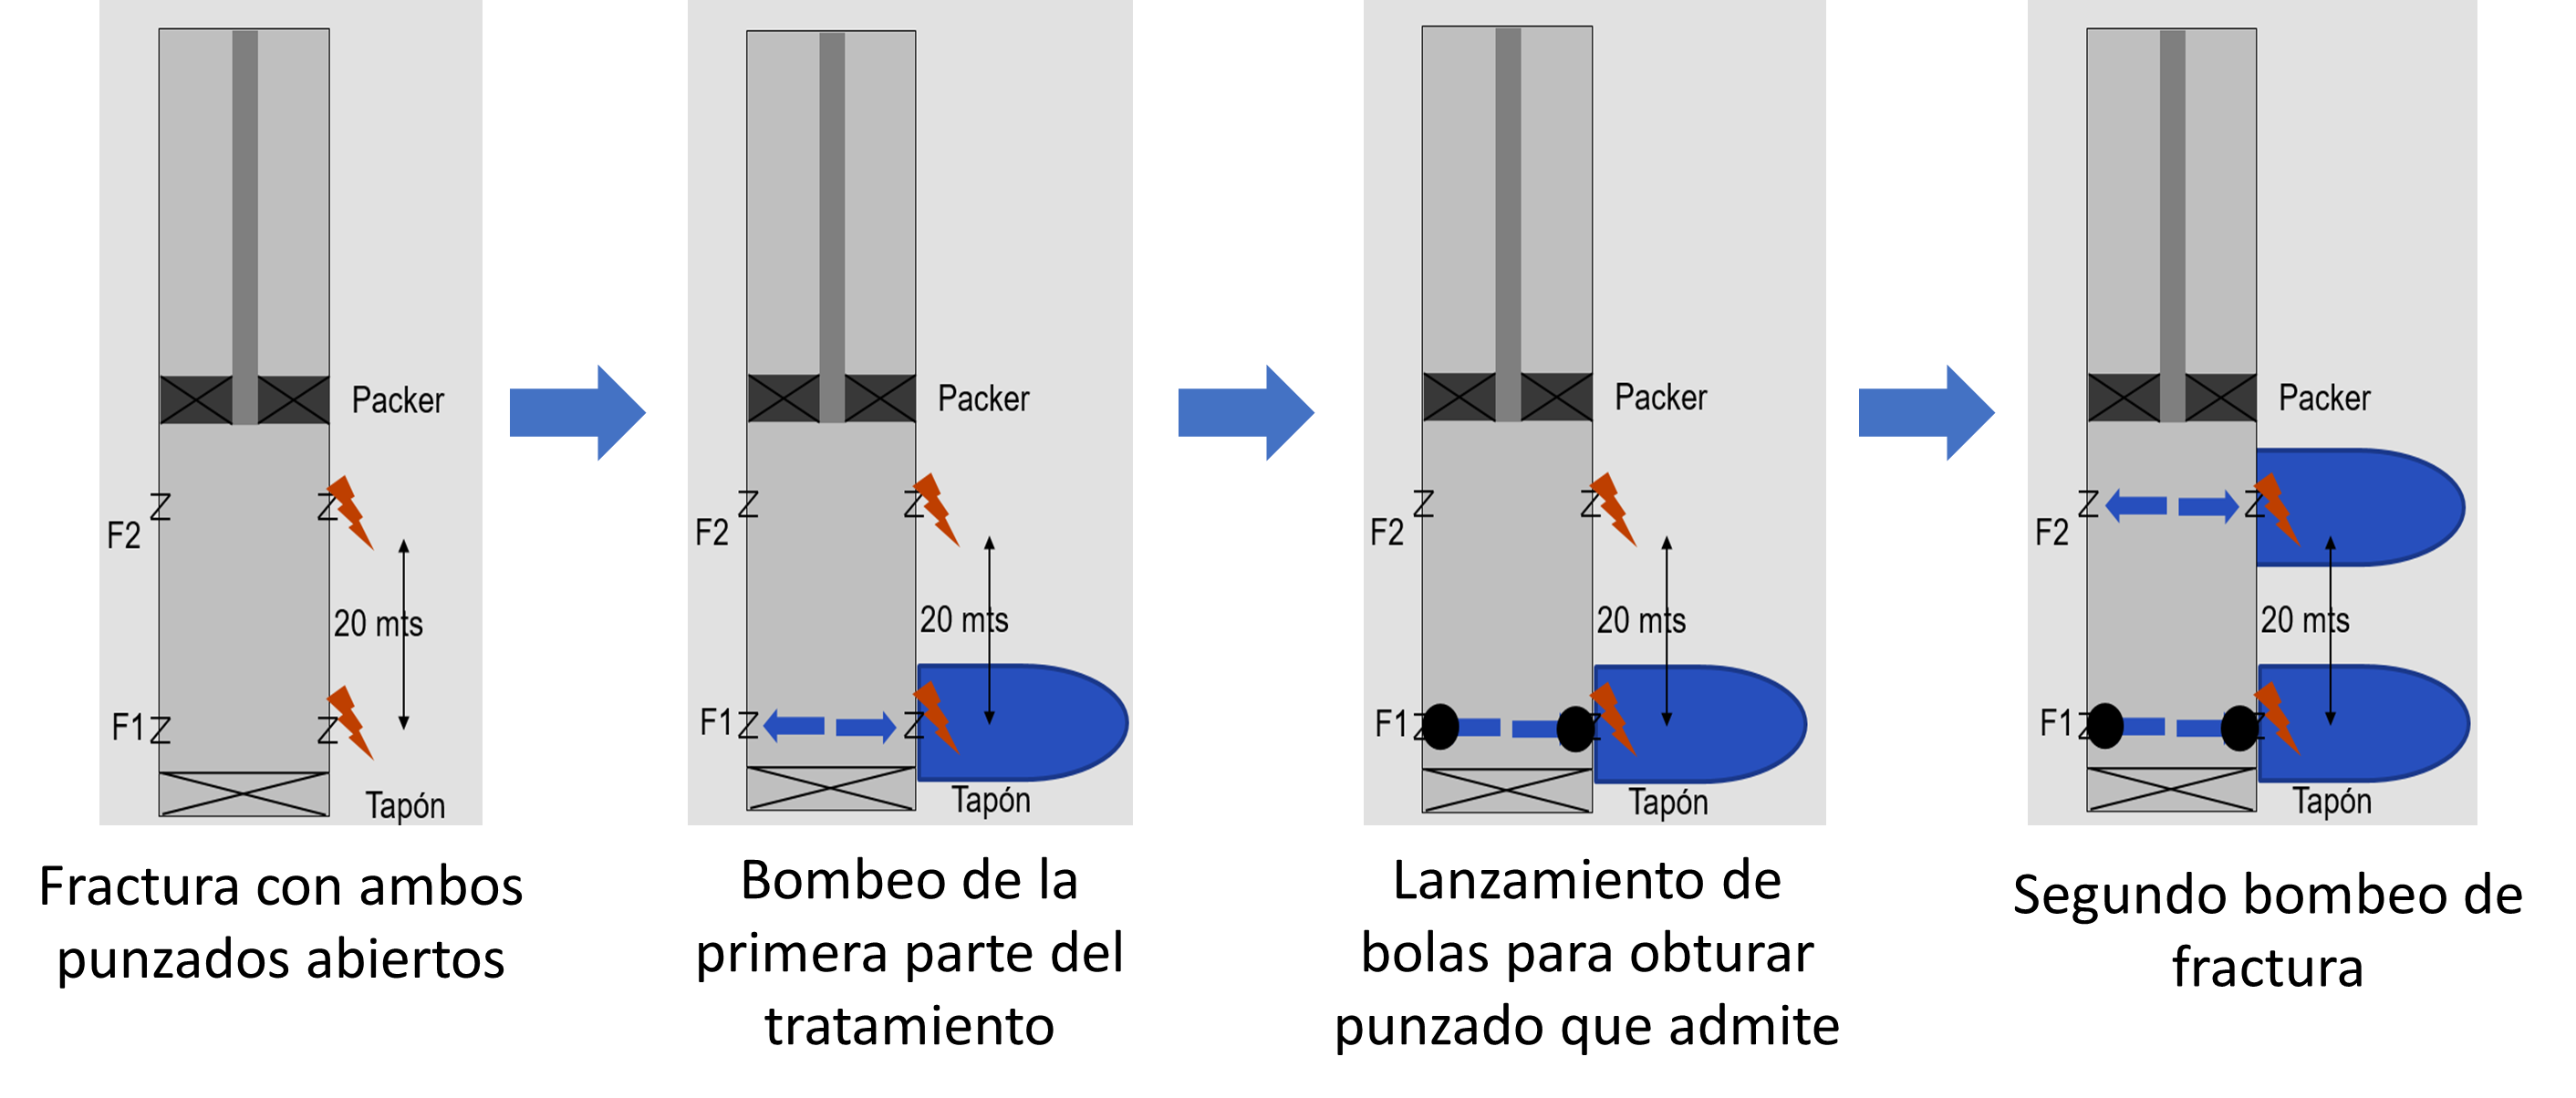 Packer
F2
20 mts
F1
Tapón
Fractura con ambos
punzados abiertos
Packer
F2
20 mts
F1
Tapón
Bombeo de la
primera parte del
tratamiento
Packer
F2
20 mts
F1
Tapón
Lanzamiento de
bolas para obturar
punzado que admite
Packer
F2
20 mts
F1
Tapón
Segundo bombeo de
fractura